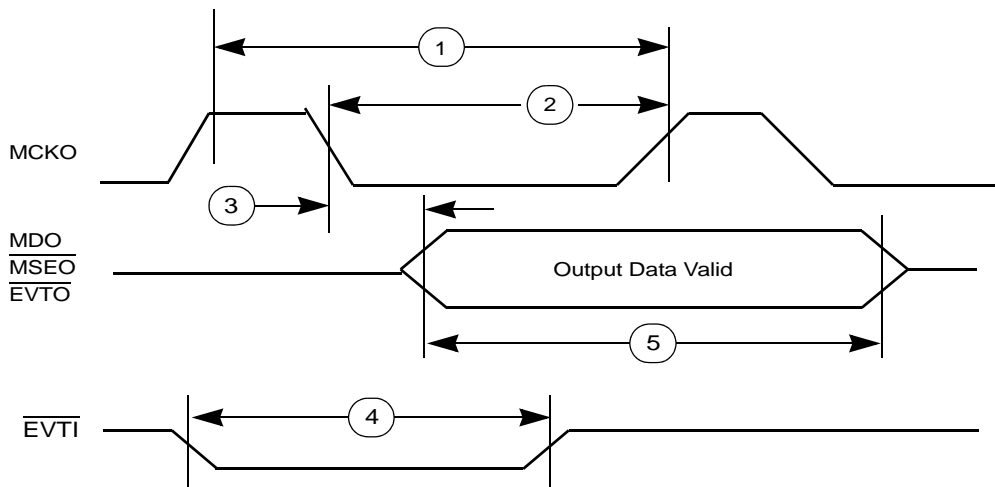 1
2
MCKO
3
MDO
MSEO
EVTO
Output Data Valid
5
4
EVTI